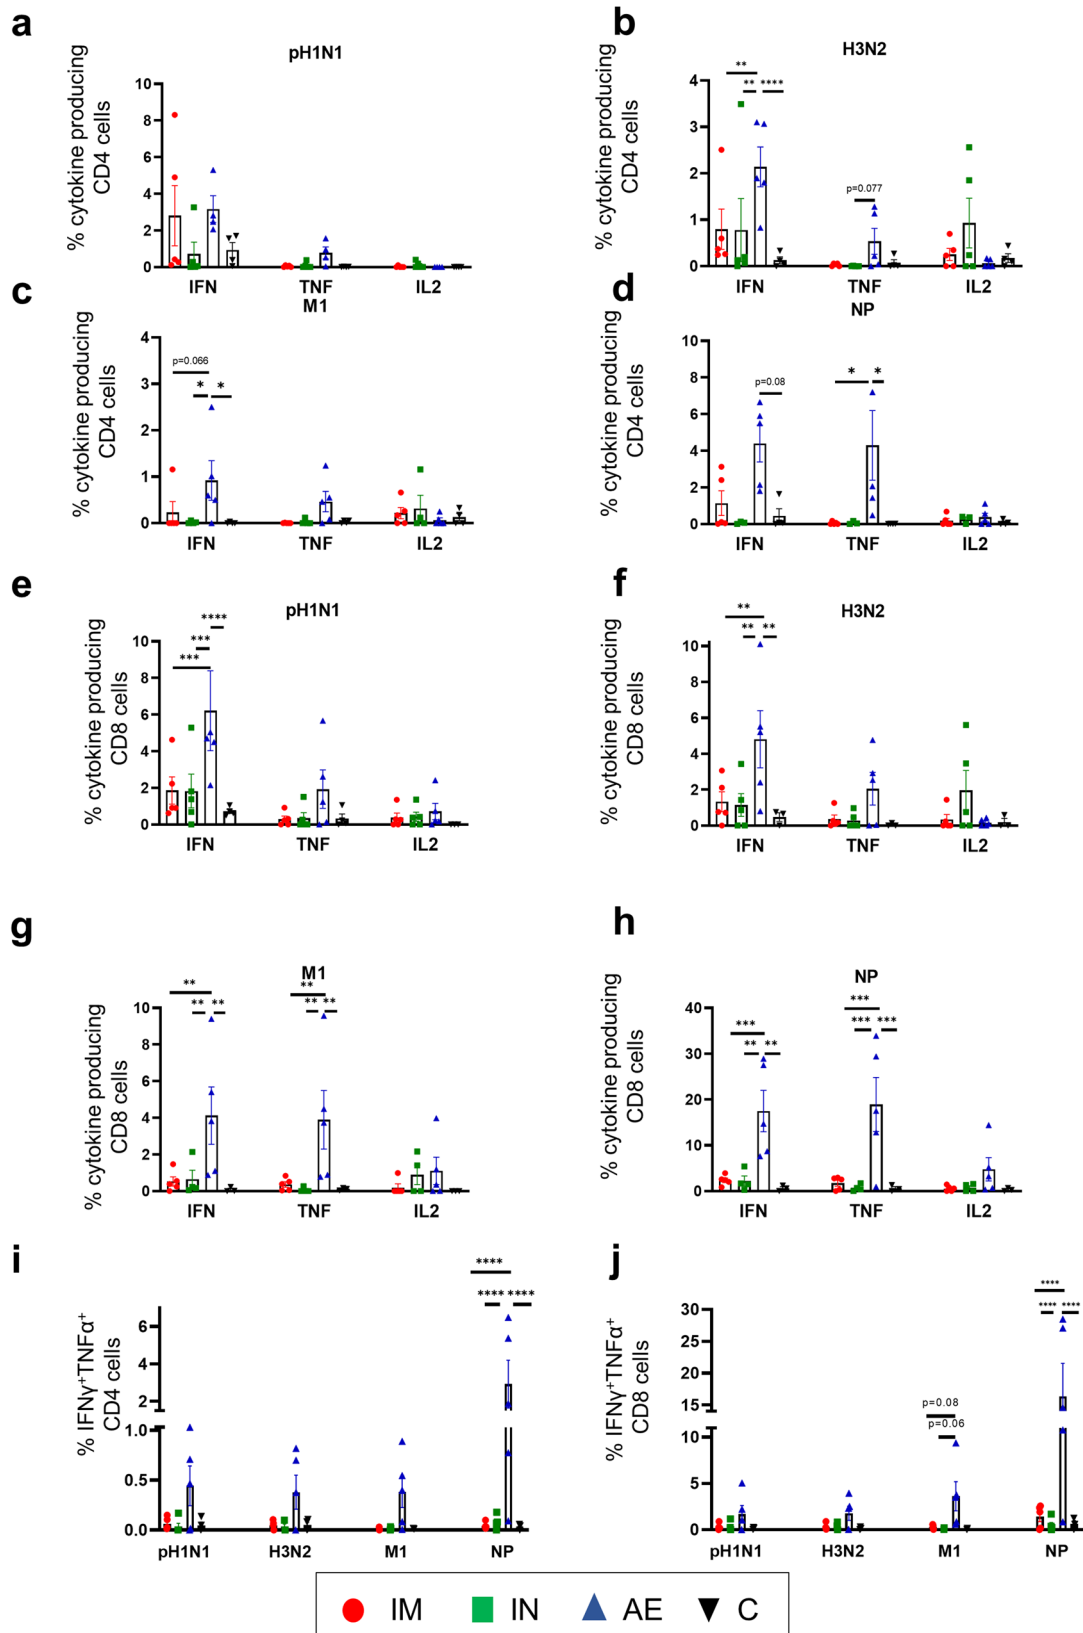 a
pH1N1
% cytokine producing
CD4 cells
10
8
6
4
2
0
IFN
TNF
IL2
b
H3N2
% cytokine producing
CD4 cells
4
3
2
1
0
**
**
****
p=0.077
IFN
TNF
IL2
c
M1
% cytokine producing
CD4 cells
4
3
2
1
0
p=0.066
*
*
IFN
TNF
IL2
d
NP
% cytokine producing
CD4 cells
10
8
6
4
2
0
p=0.08
*
*
IFN
TNF
IL2
e
pH1N1
% cytokine producing
CD8 cells
10
8
6
4
2
0
****
***
***
IFN
TNF
IL2
f
H3N2
% cytokine producing
CD8 cells
10
8
6
4
2
0
**
**
**
IFN
TNF
IL2
g
M1
% cytokine producing
CD8 cells
10
8
6
4
2
0
**
**
**
**
**
**
IFN
TNF
IL2
h
NP
% cytokine producing
CD8 cells
40
30
20
10
0
***
**
**
***
***
***
IFN
TNF
IL2
i
% IFNγ+TNFα+
CD4 cells
6
4
2
1.0
0.5
0.0
****
****
****
pH1N1
H3N2
M1
NP
j
% IFNγ+TNFα+
CD8 cells
30
25
20
15
10
5
0
p=0.08
p=0.06
****
****
****
pH1N1
H3N2
M1
NP
IM
IN
AE
C